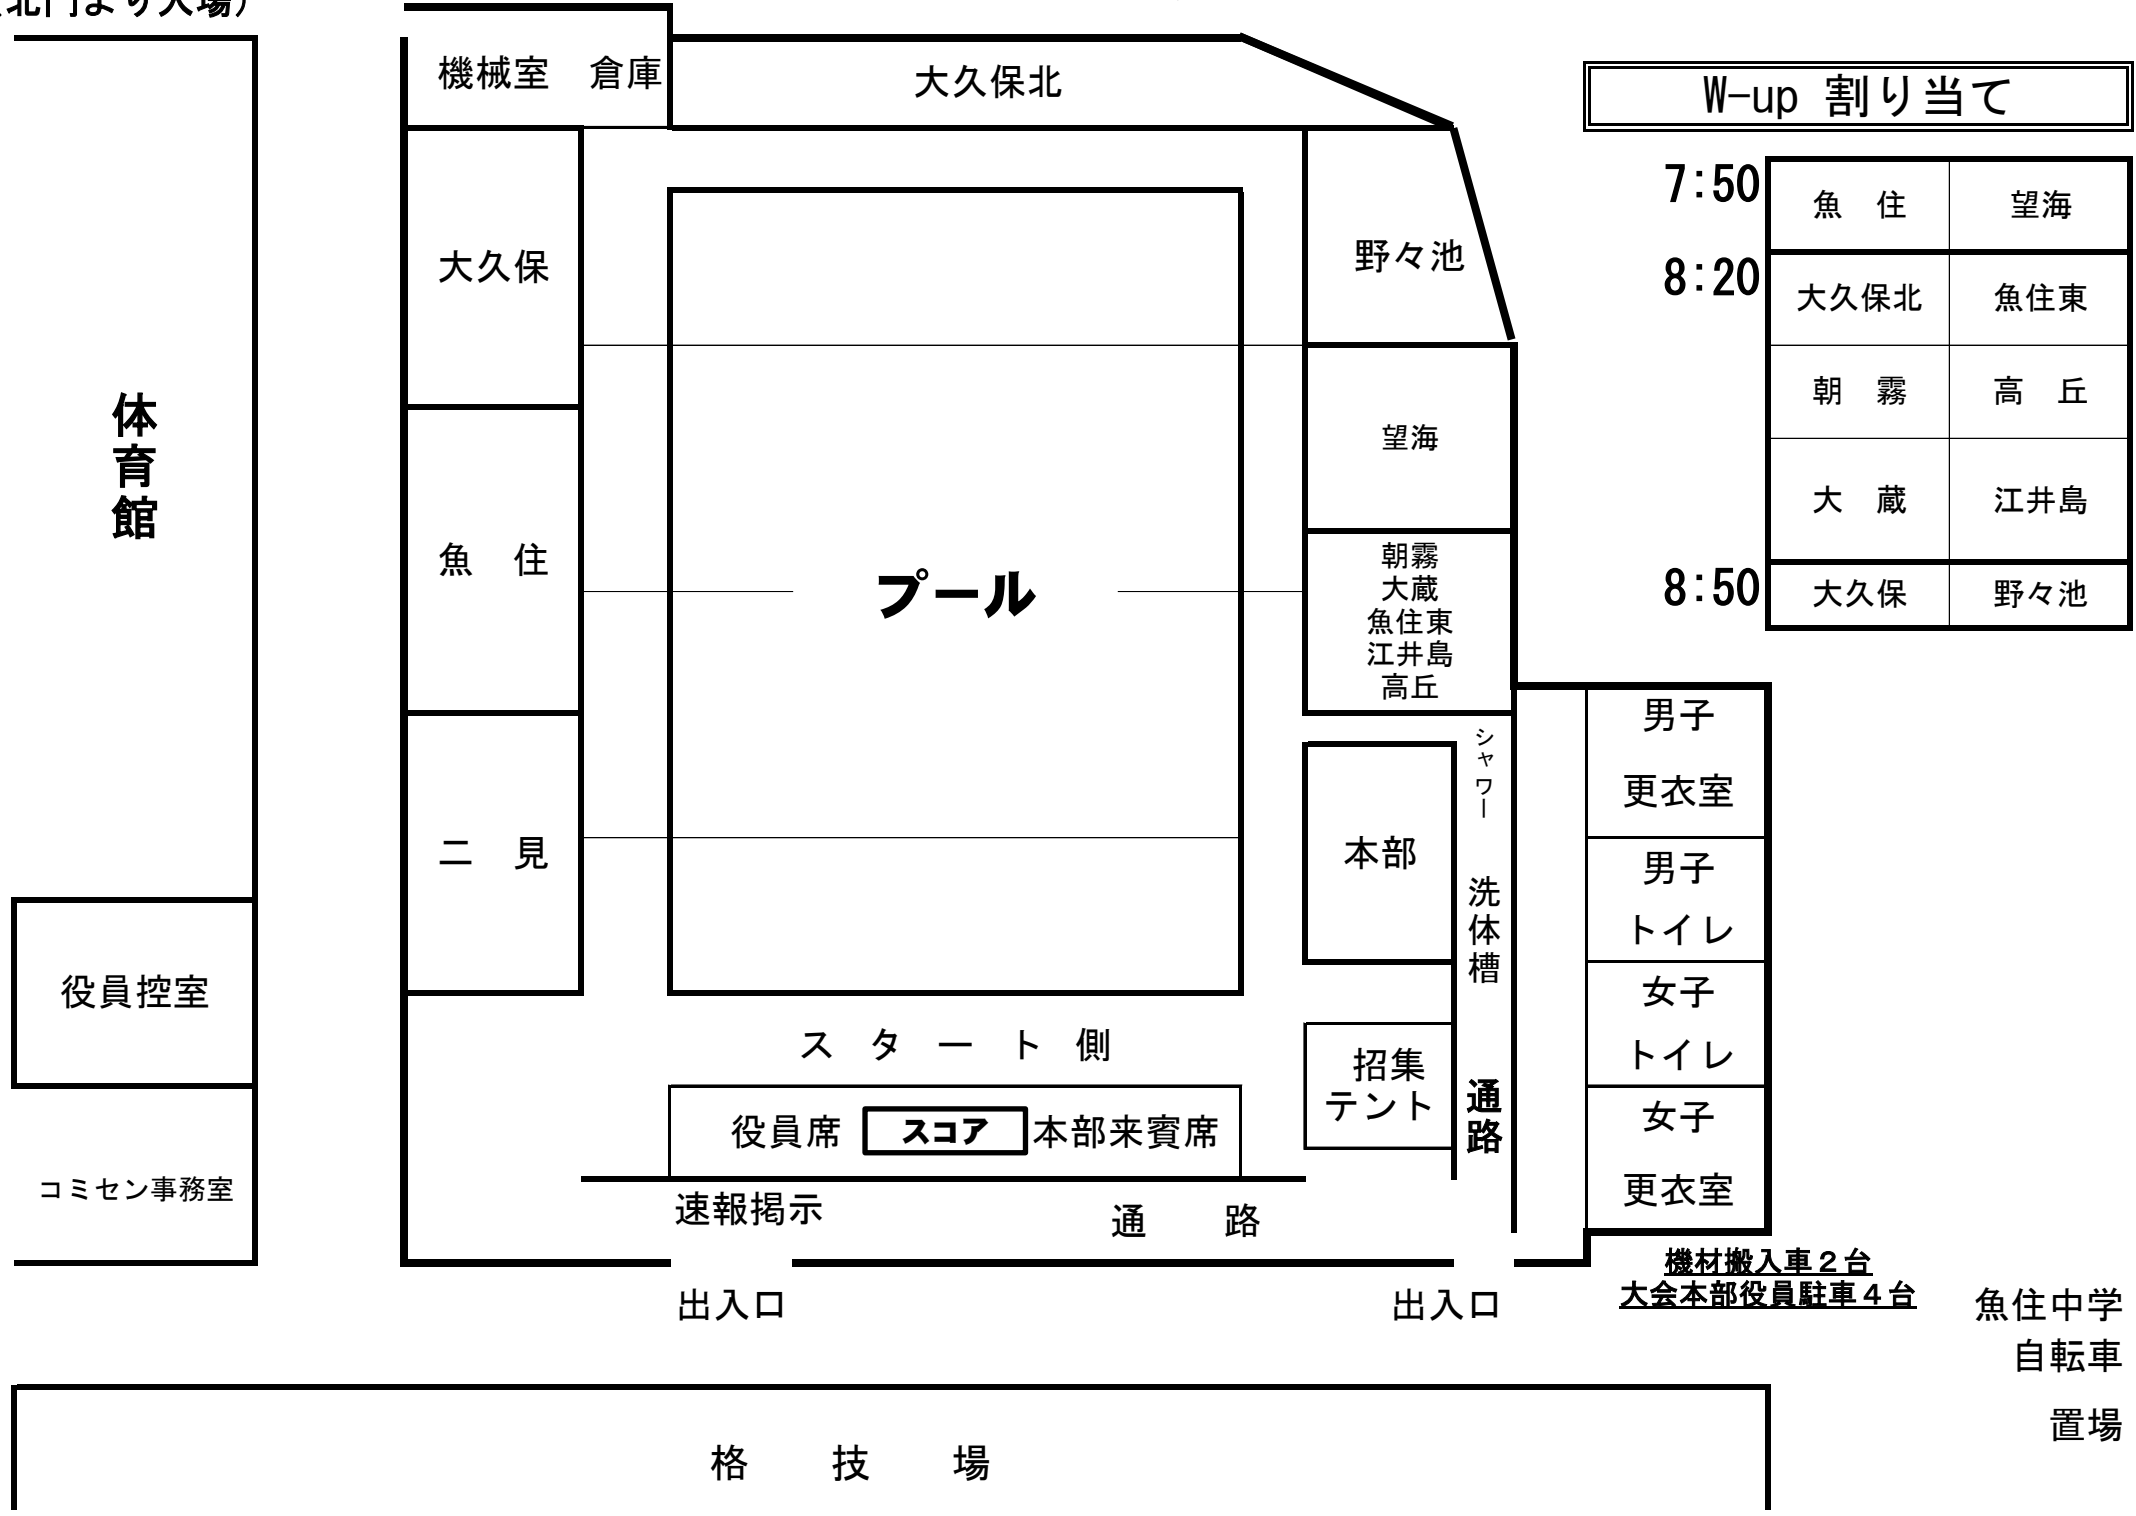 北門より入場）
機械室　倉庫
大久保北
W-up 割り当て
7:50
魚　住
望海
8:20
大久保北
魚住東
朝　霧
高　丘
大　蔵
江井島
8:50
大久保
野々池
大久保
野々池
体育館
望海
魚　住
プール
朝霧
大蔵
魚住東
江井島
高丘
シャワー
男子
更衣室
二　見
本部
洗体槽
男子
トイレ
役員控室
女子
トイレ
スタート側
招集
テント
通路
役員席
スコア
本部来賓席
女子
更衣室
コミセン事務室
速報掲示
通　路
出入口
出入口
機材搬入車２台
大会本部役員駐車４台
魚住中学
自転車
置場
格　技　場